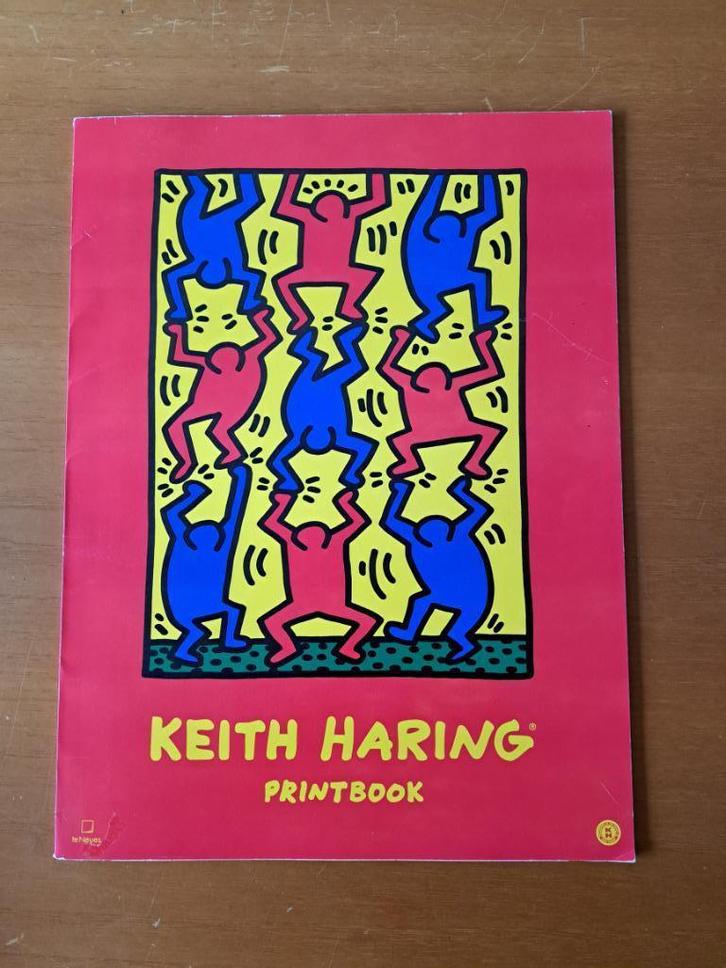 KEITH HARING®
PRINTBOOK
teNeues
K
H